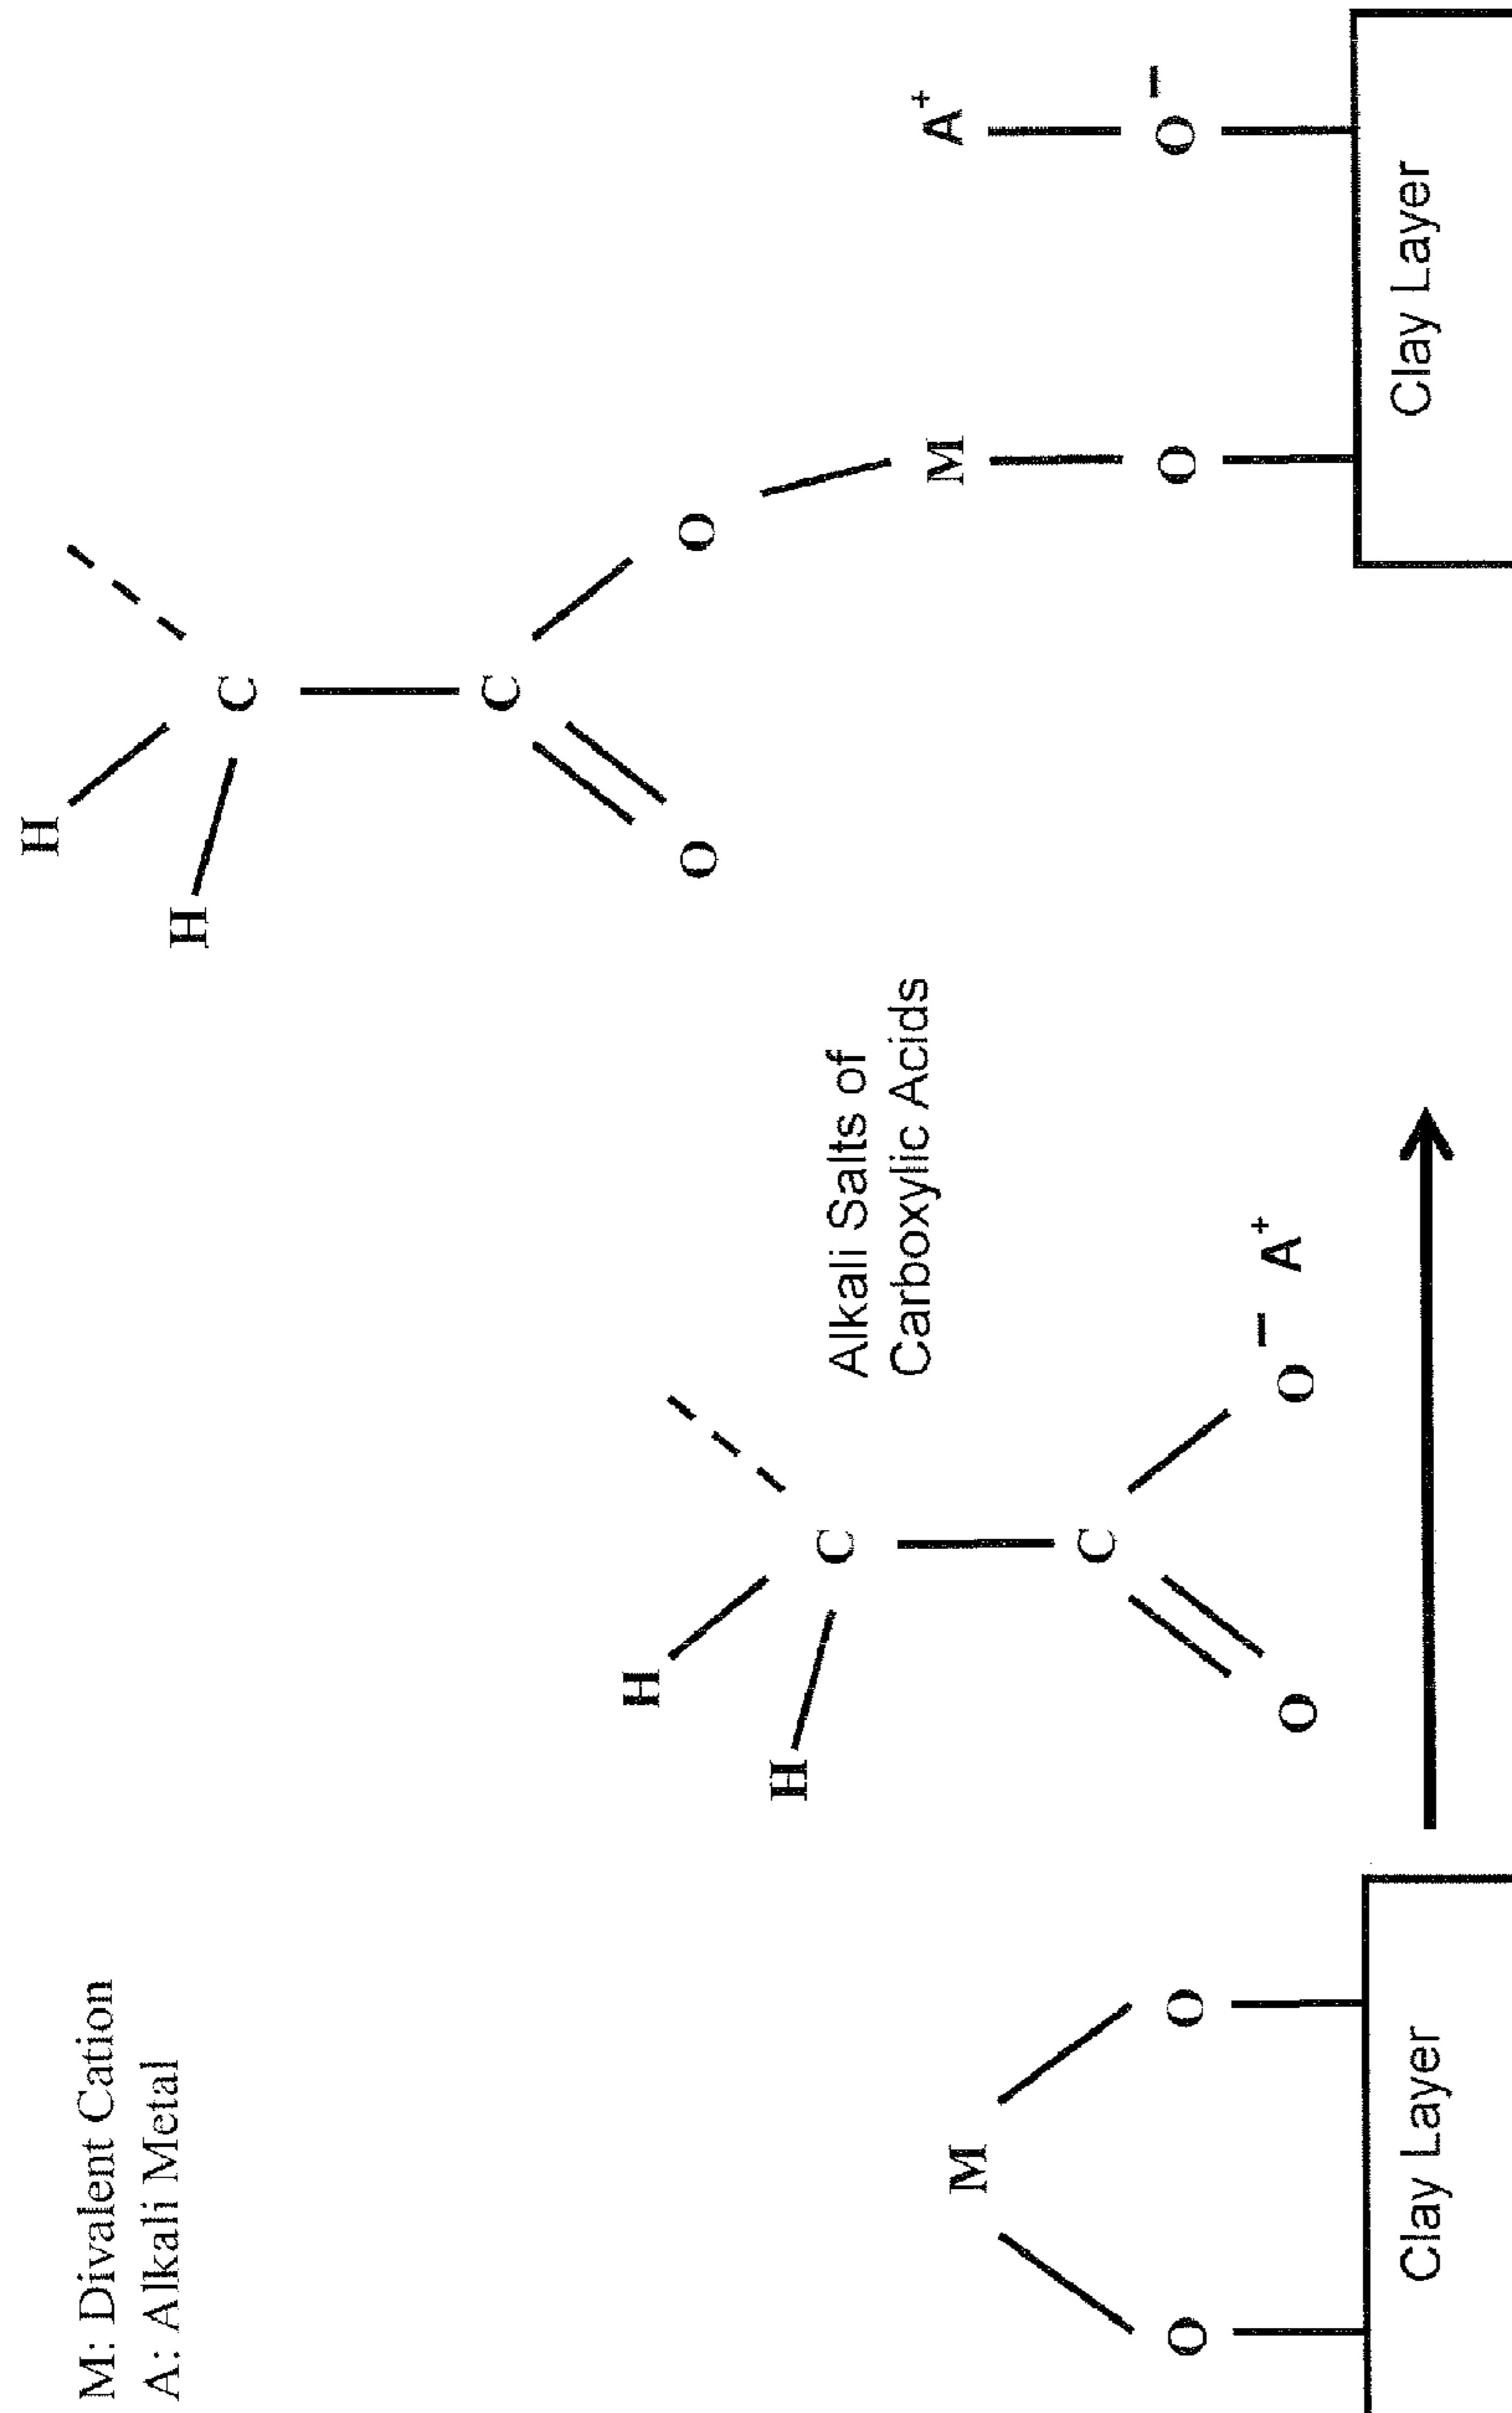 M: Divalent Cation
A: Alkali Metal
M
O O
Clay Layer
H
H
C
C
O
O⁻ A⁺
Alkali Salts of
Carboxylic Acids
H
H
C
C
O
O
M
O
A⁺
O⁻
Clay Layer